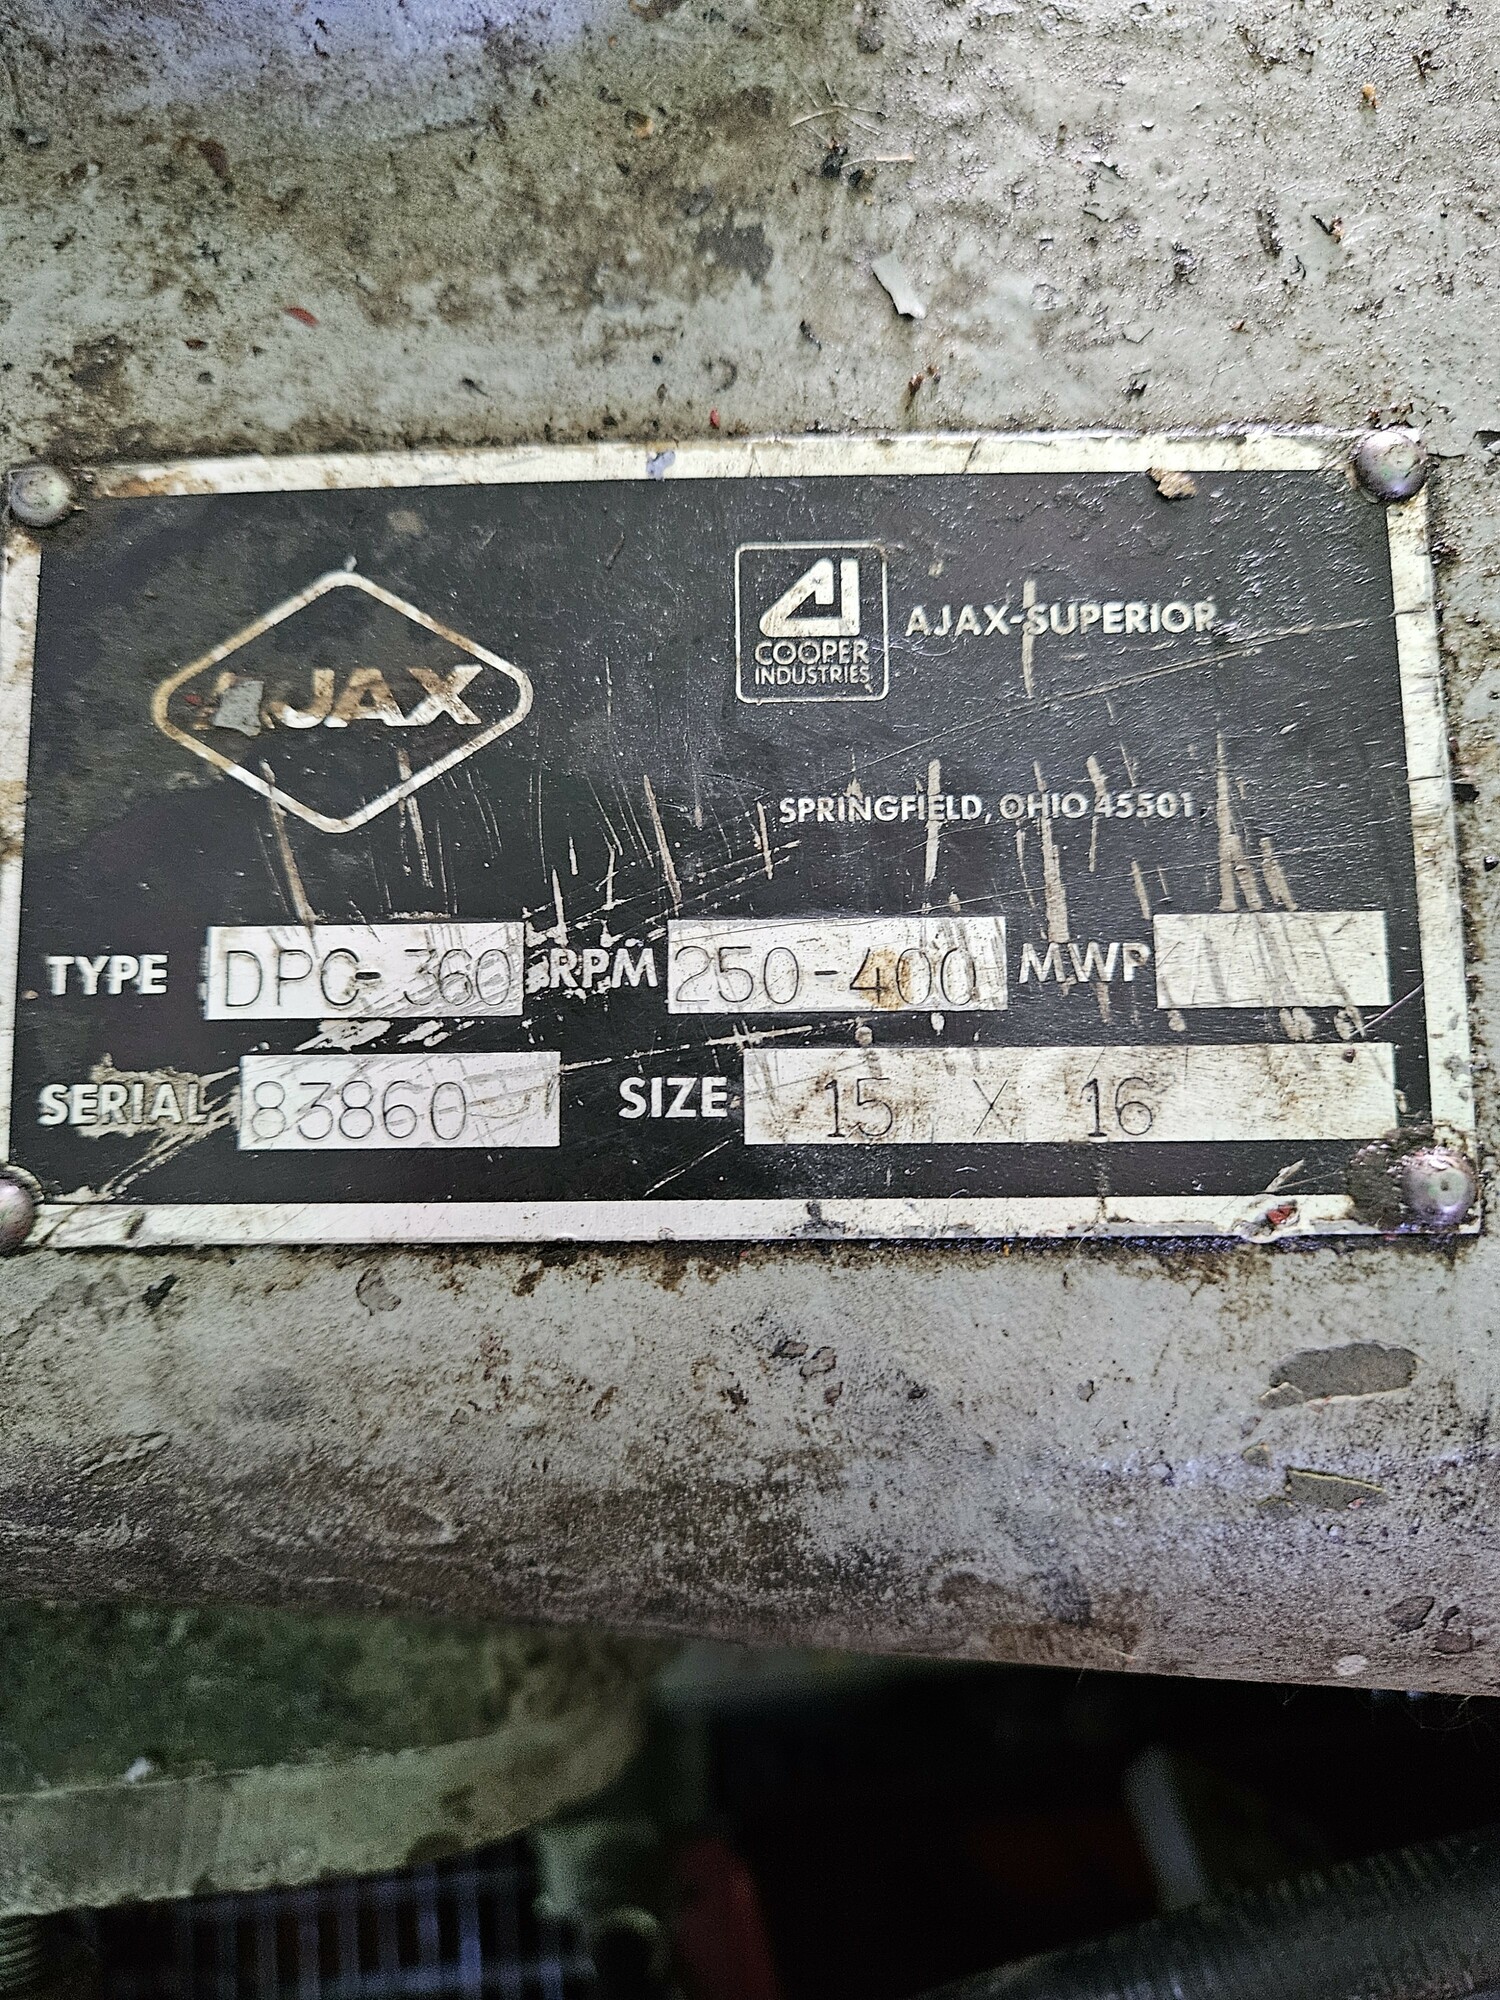 AJAX
AI
COOPER
INDUSTRIES
AJAX-SUPERIOR
SPRINGFIELD, OHIO 45501
TYPE DPC-360 RPM 250-400 MWP
SERIAL 83860 SIZE 15 X 16